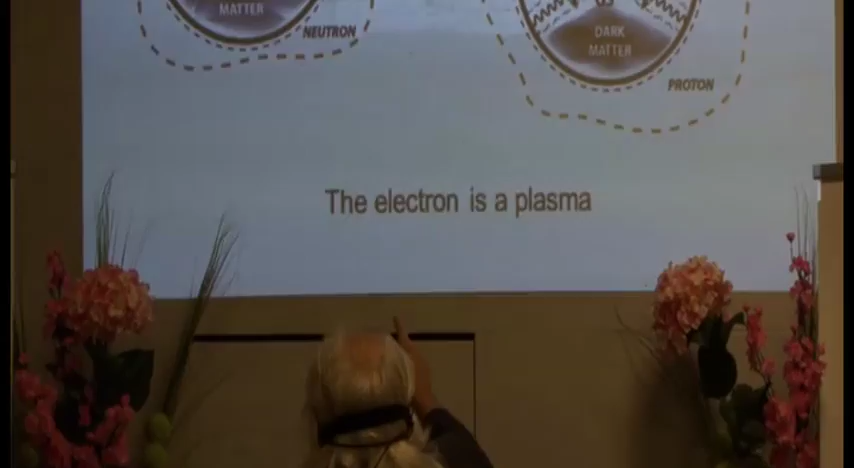 MATTER
NEUTRON
DARK
MATTER
PROTON
The electron is a plasma